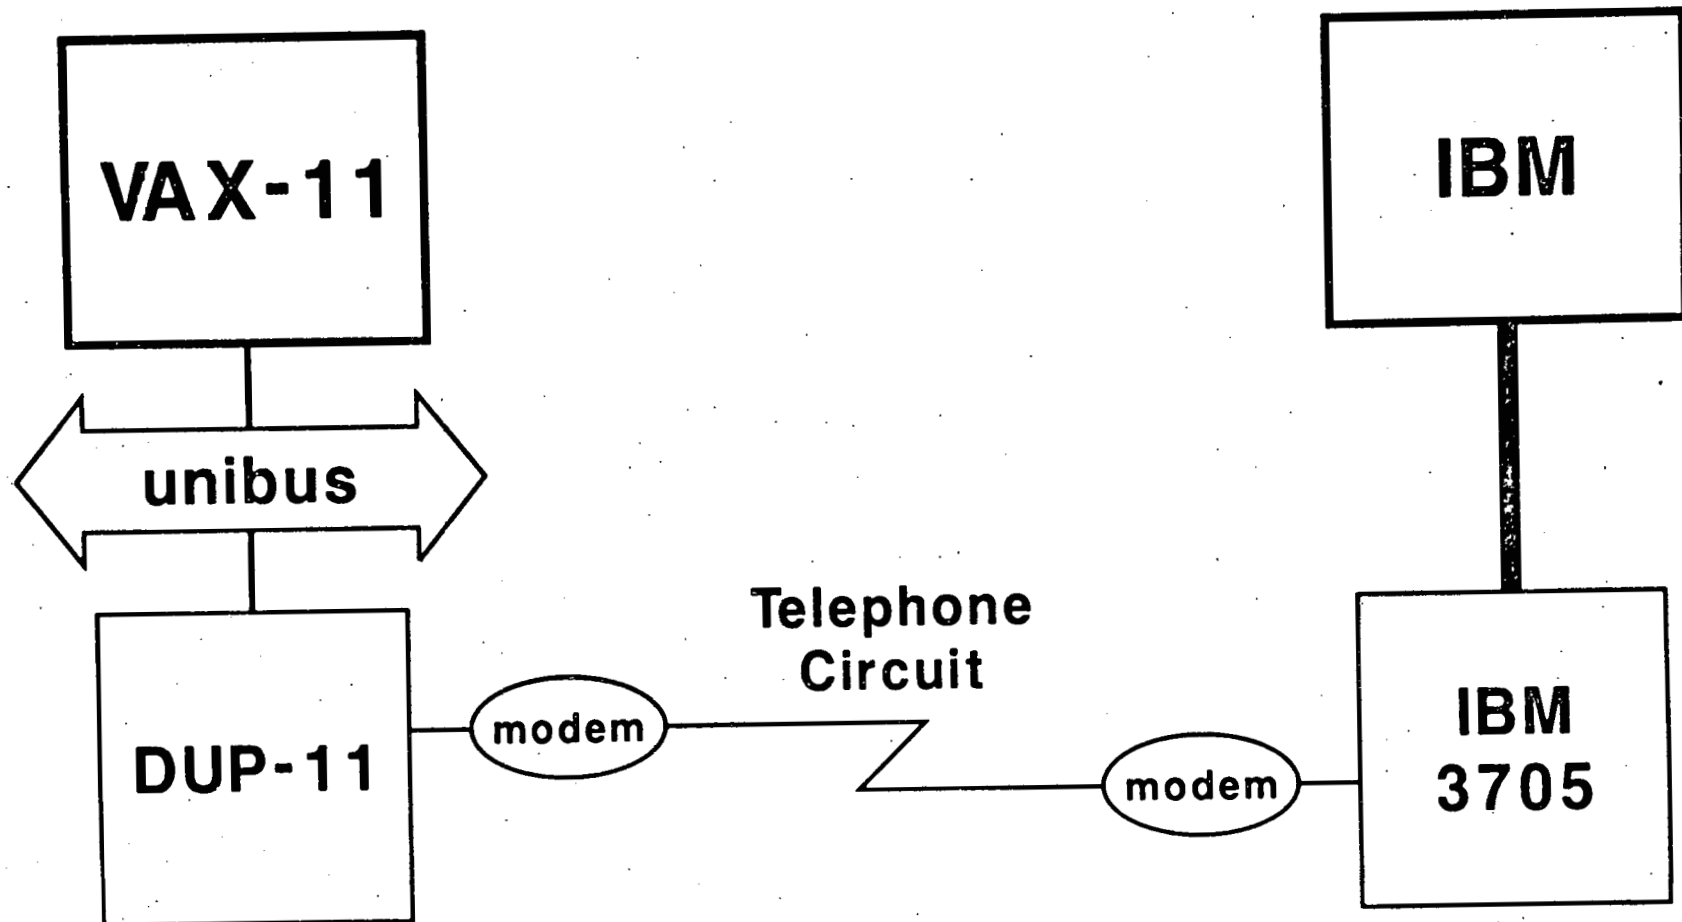 VAX-11
IBM
unibus
Telephone
Circuit
modem
modem
DUP-11
IBM
3705